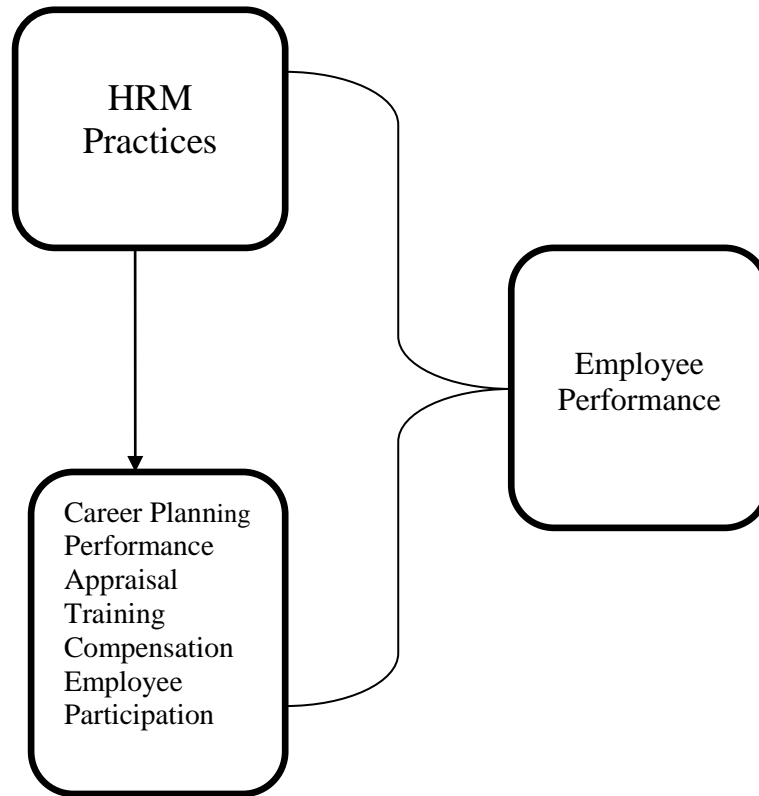 HRM
Practices
Employee
Performance
Career Planning
Performance
Appraisal
Training
Compensation
Employee
Participation